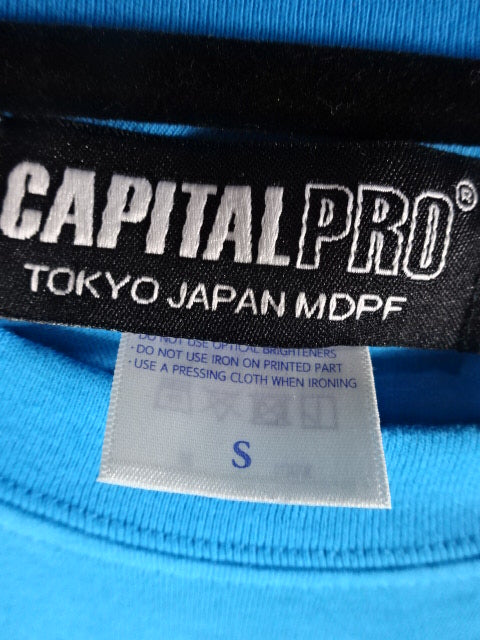 CAPITALPRO®
TOKYO JAPAN MDPF
· DO NOT USE OPTICAL BRIGHTENERS
· DO NOT USE IRON ON PRINTED PART
· USE A PRESSING CLOTH WHEN IRONING
S